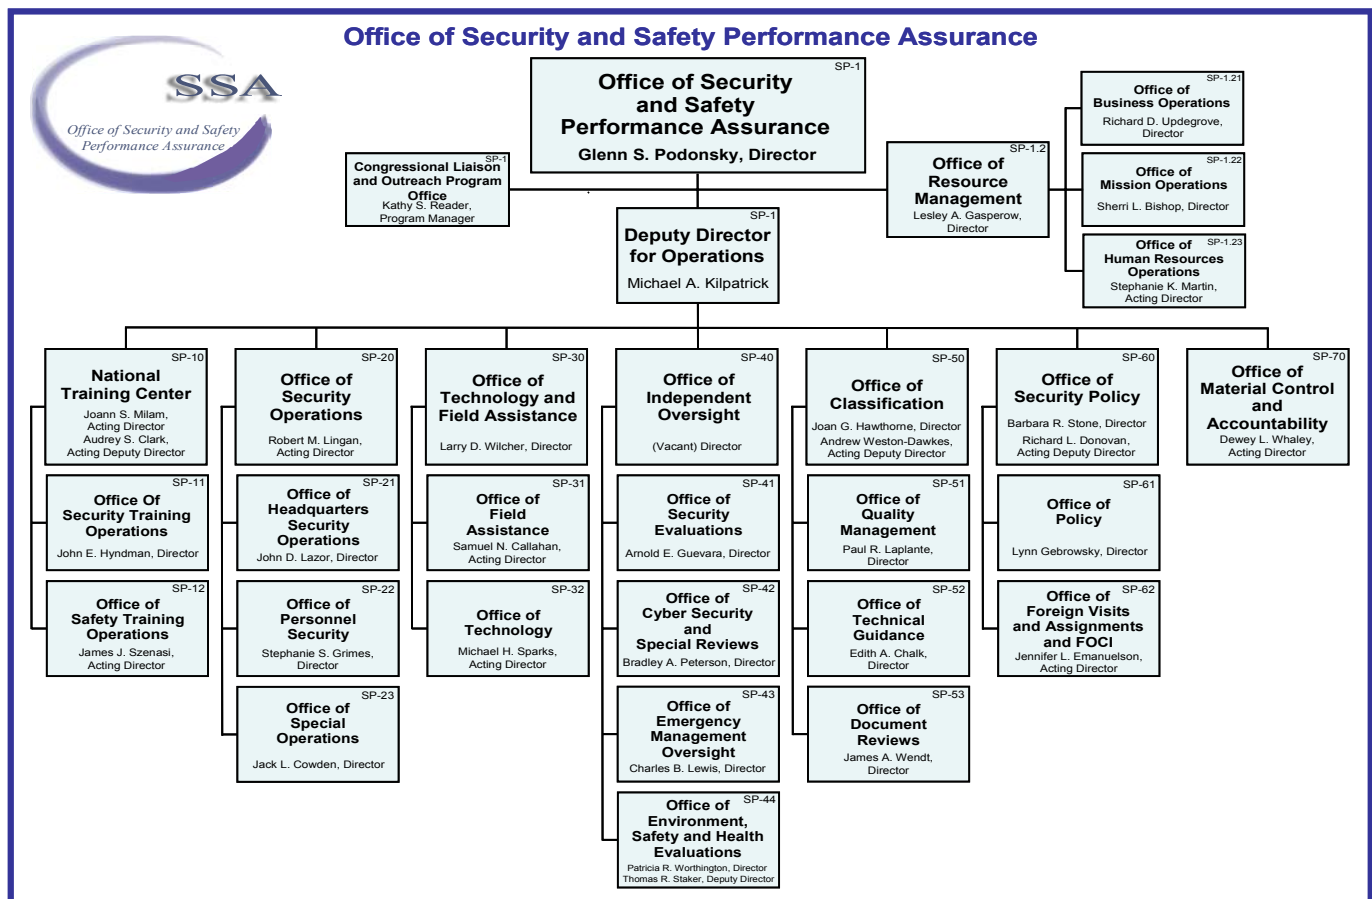 Office of Security and Safety Performance Assurance
SSA
Office of Security and Safety
Performance Assurance
SP-1
Office of Security
and Safety
Performance Assurance
Glenn S. Podonsky, Director
SP-1
Congressional Liaison
and Outreach Program
Office
Kathy S. Reader,
Program Manager
SP-1.2
Office of
Resource
Management
Lesley A. Gasperow,
Director
SP-1.21
Office of
Business Operations
Richard D. Updegrove,
Director
SP-1.22
Office of
Mission Operations
Sherri L. Bishop, Director
SP-1.23
Office of
Human Resources
Operations
Stephanie K. Martin,
Acting Director
SP-1
Deputy Director
for Operations
Michael A. Kilpatrick
SP-10
National
Training Center
Joann S. Milam,
Acting Director
Audrey S. Clark,
Acting Deputy Director
SP-11
Office Of
Security Training
Operations
John E. Hyndman, Director
SP-12
Office of
Safety Training
Operations
James J. Szenasi,
Acting Director
SP-20
Office of
Security
Operations
Robert M. Lingan,
Acting Director
SP-21
Office of
Headquarters
Security
Operations
John D. Lazor, Director
SP-22
Office of
Personnel
Security
Stephanie S. Grimes,
Director
SP-23
Office of
Special
Operations
Jack L. Cowden, Director
SP-30
Office of
Technology and
Field Assistance
Larry D. Wilcher, Director
SP-31
Office of
Field
Assistance
Samuel N. Callahan,
Acting Director
SP-32
Office of
Technology
Michael H. Sparks,
Acting Director
SP-40
Office of
Independent
Oversight
(Vacant) Director
SP-41
Office of
Security
Evaluations
Arnold E. Guevara, Director
SP-42
Office of
Cyber Security
and
Special Reviews
Bradley A. Peterson, Director
SP-43
Office of
Emergency
Management
Oversight
Charles B. Lewis, Director
SP-44
Office of
Environment,
Safety and Health
Evaluations
Patricia R. Worthington, Director
Thomas R. Staker, Deputy Director
SP-50
Office of
Classification
Joan G. Hawthorne, Director
Andrew Weston-Dawkes,
Acting Deputy Director
SP-51
Office of
Quality
Management
Paul R. Laplante,
Director
SP-52
Office of
Technical
Guidance
Edith A. Chalk,
Director
SP-53
Office of
Document
Reviews
James A. Wendt,
Director
SP-60
Office of
Security Policy
Barbara R. Stone, Director
Richard L. Donovan,
Acting Deputy Director
SP-61
Office of
Policy
Lynn Gebrowsky, Director
SP-62
Office of
Foreign Visits
and Assignments
and FOCI
Jennifer L. Emanuelson,
Acting Director
SP-70
Office of
Material Control
and
Accountability
Dewey L. Whaley,
Acting Director